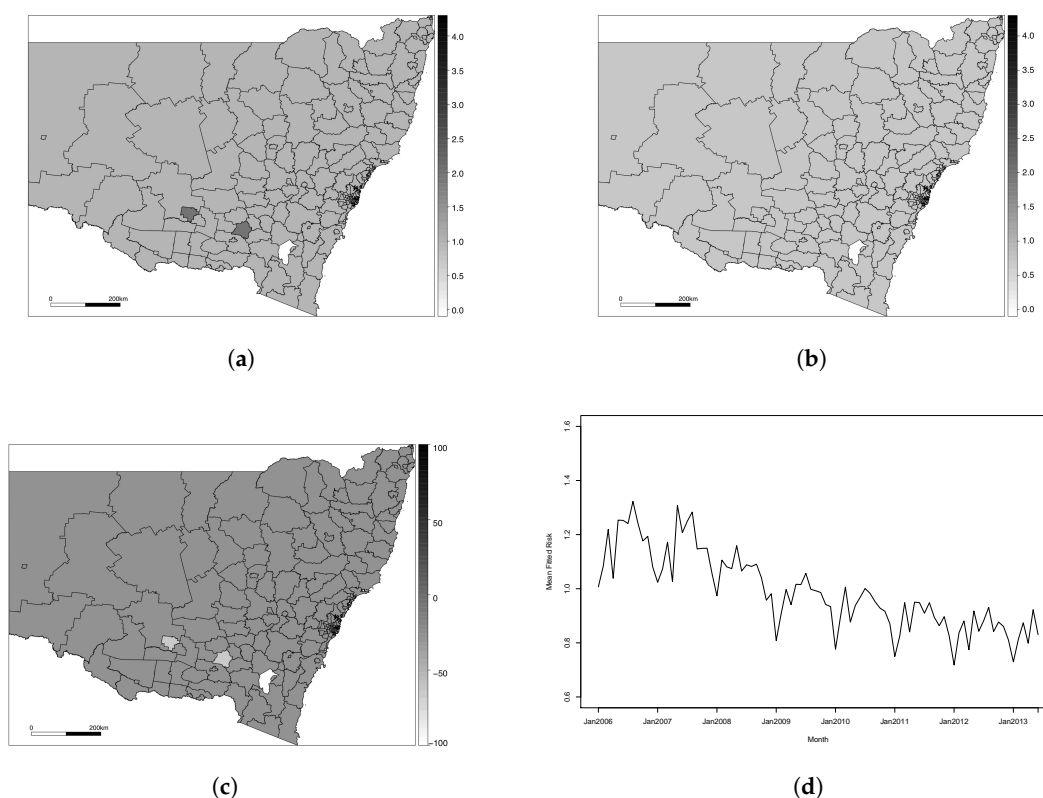 4.0
3.5
3.0
2.5
2.0
1.5
1.0
0.5
0.0
0 200km
(a)
4.0
3.5
3.0
2.5
2.0
1.5
1.0
0.5
0.0
0 200km
(b)
100
50
0
−50
−100
0 200km
(c)
1.6
1.4
1.2
1.0
0.8
0.6
Mean Fitted Risk
Jan2006 Jan2007 Jan2008 Jan2009 Jan2010 Jan2011 Jan2012 Jan2013
Month
(d)